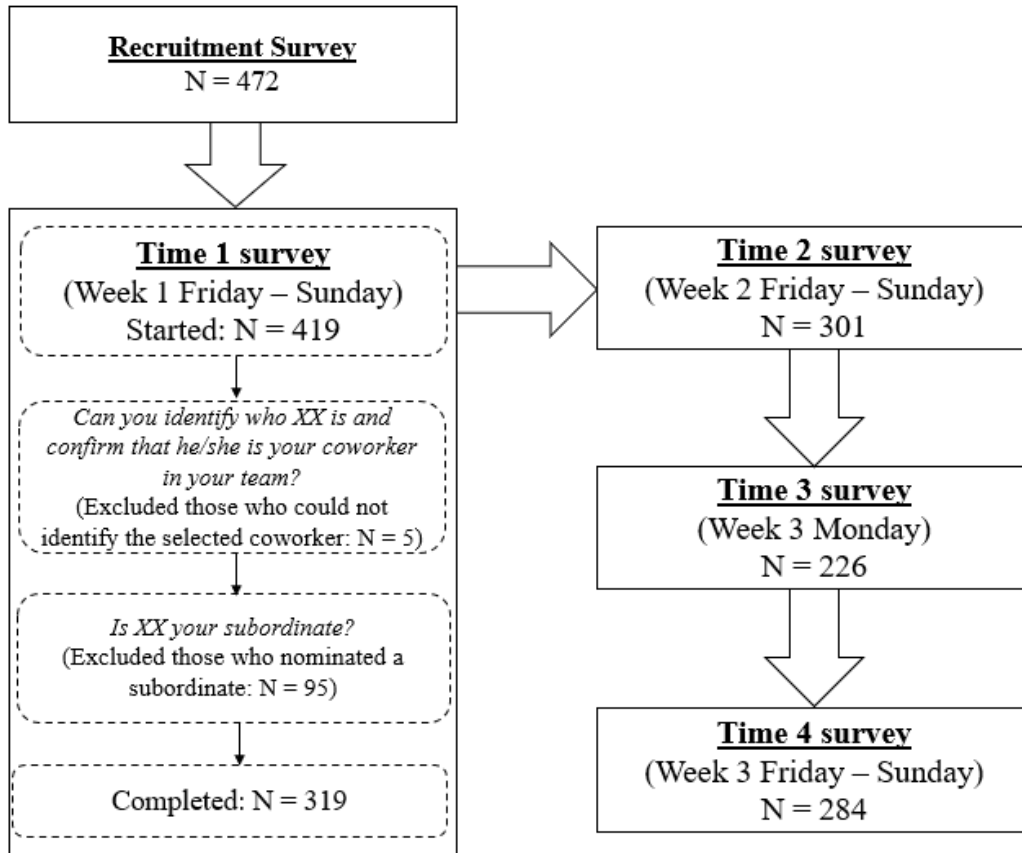 Recruitment Survey
N = 472
Time 1 survey
(Week 1 Friday – Sunday)
Started: N = 419
Can you identify who XX is and
confirm that he/she is your coworker
in your team?
(Excluded those who could not
identify the selected coworker: N = 5)
Is XX your subordinate?
(Excluded those who nominated a
subordinate: N = 95)
Completed: N = 319
Time 2 survey
(Week 2 Friday – Sunday)
N = 301
Time 3 survey
(Week 3 Monday)
N = 226
Time 4 survey
(Week 3 Friday – Sunday)
N = 284